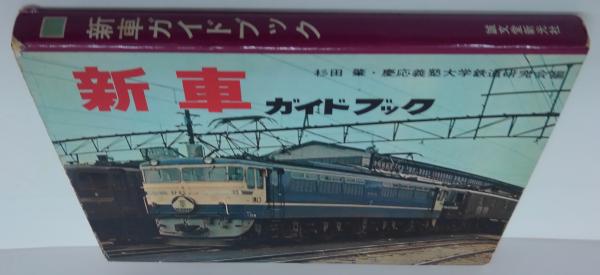 新車ガイドブック
誠文堂新光社
新車ガイドブック
杉田 肇・慶応義塾大学鉄道研究会編